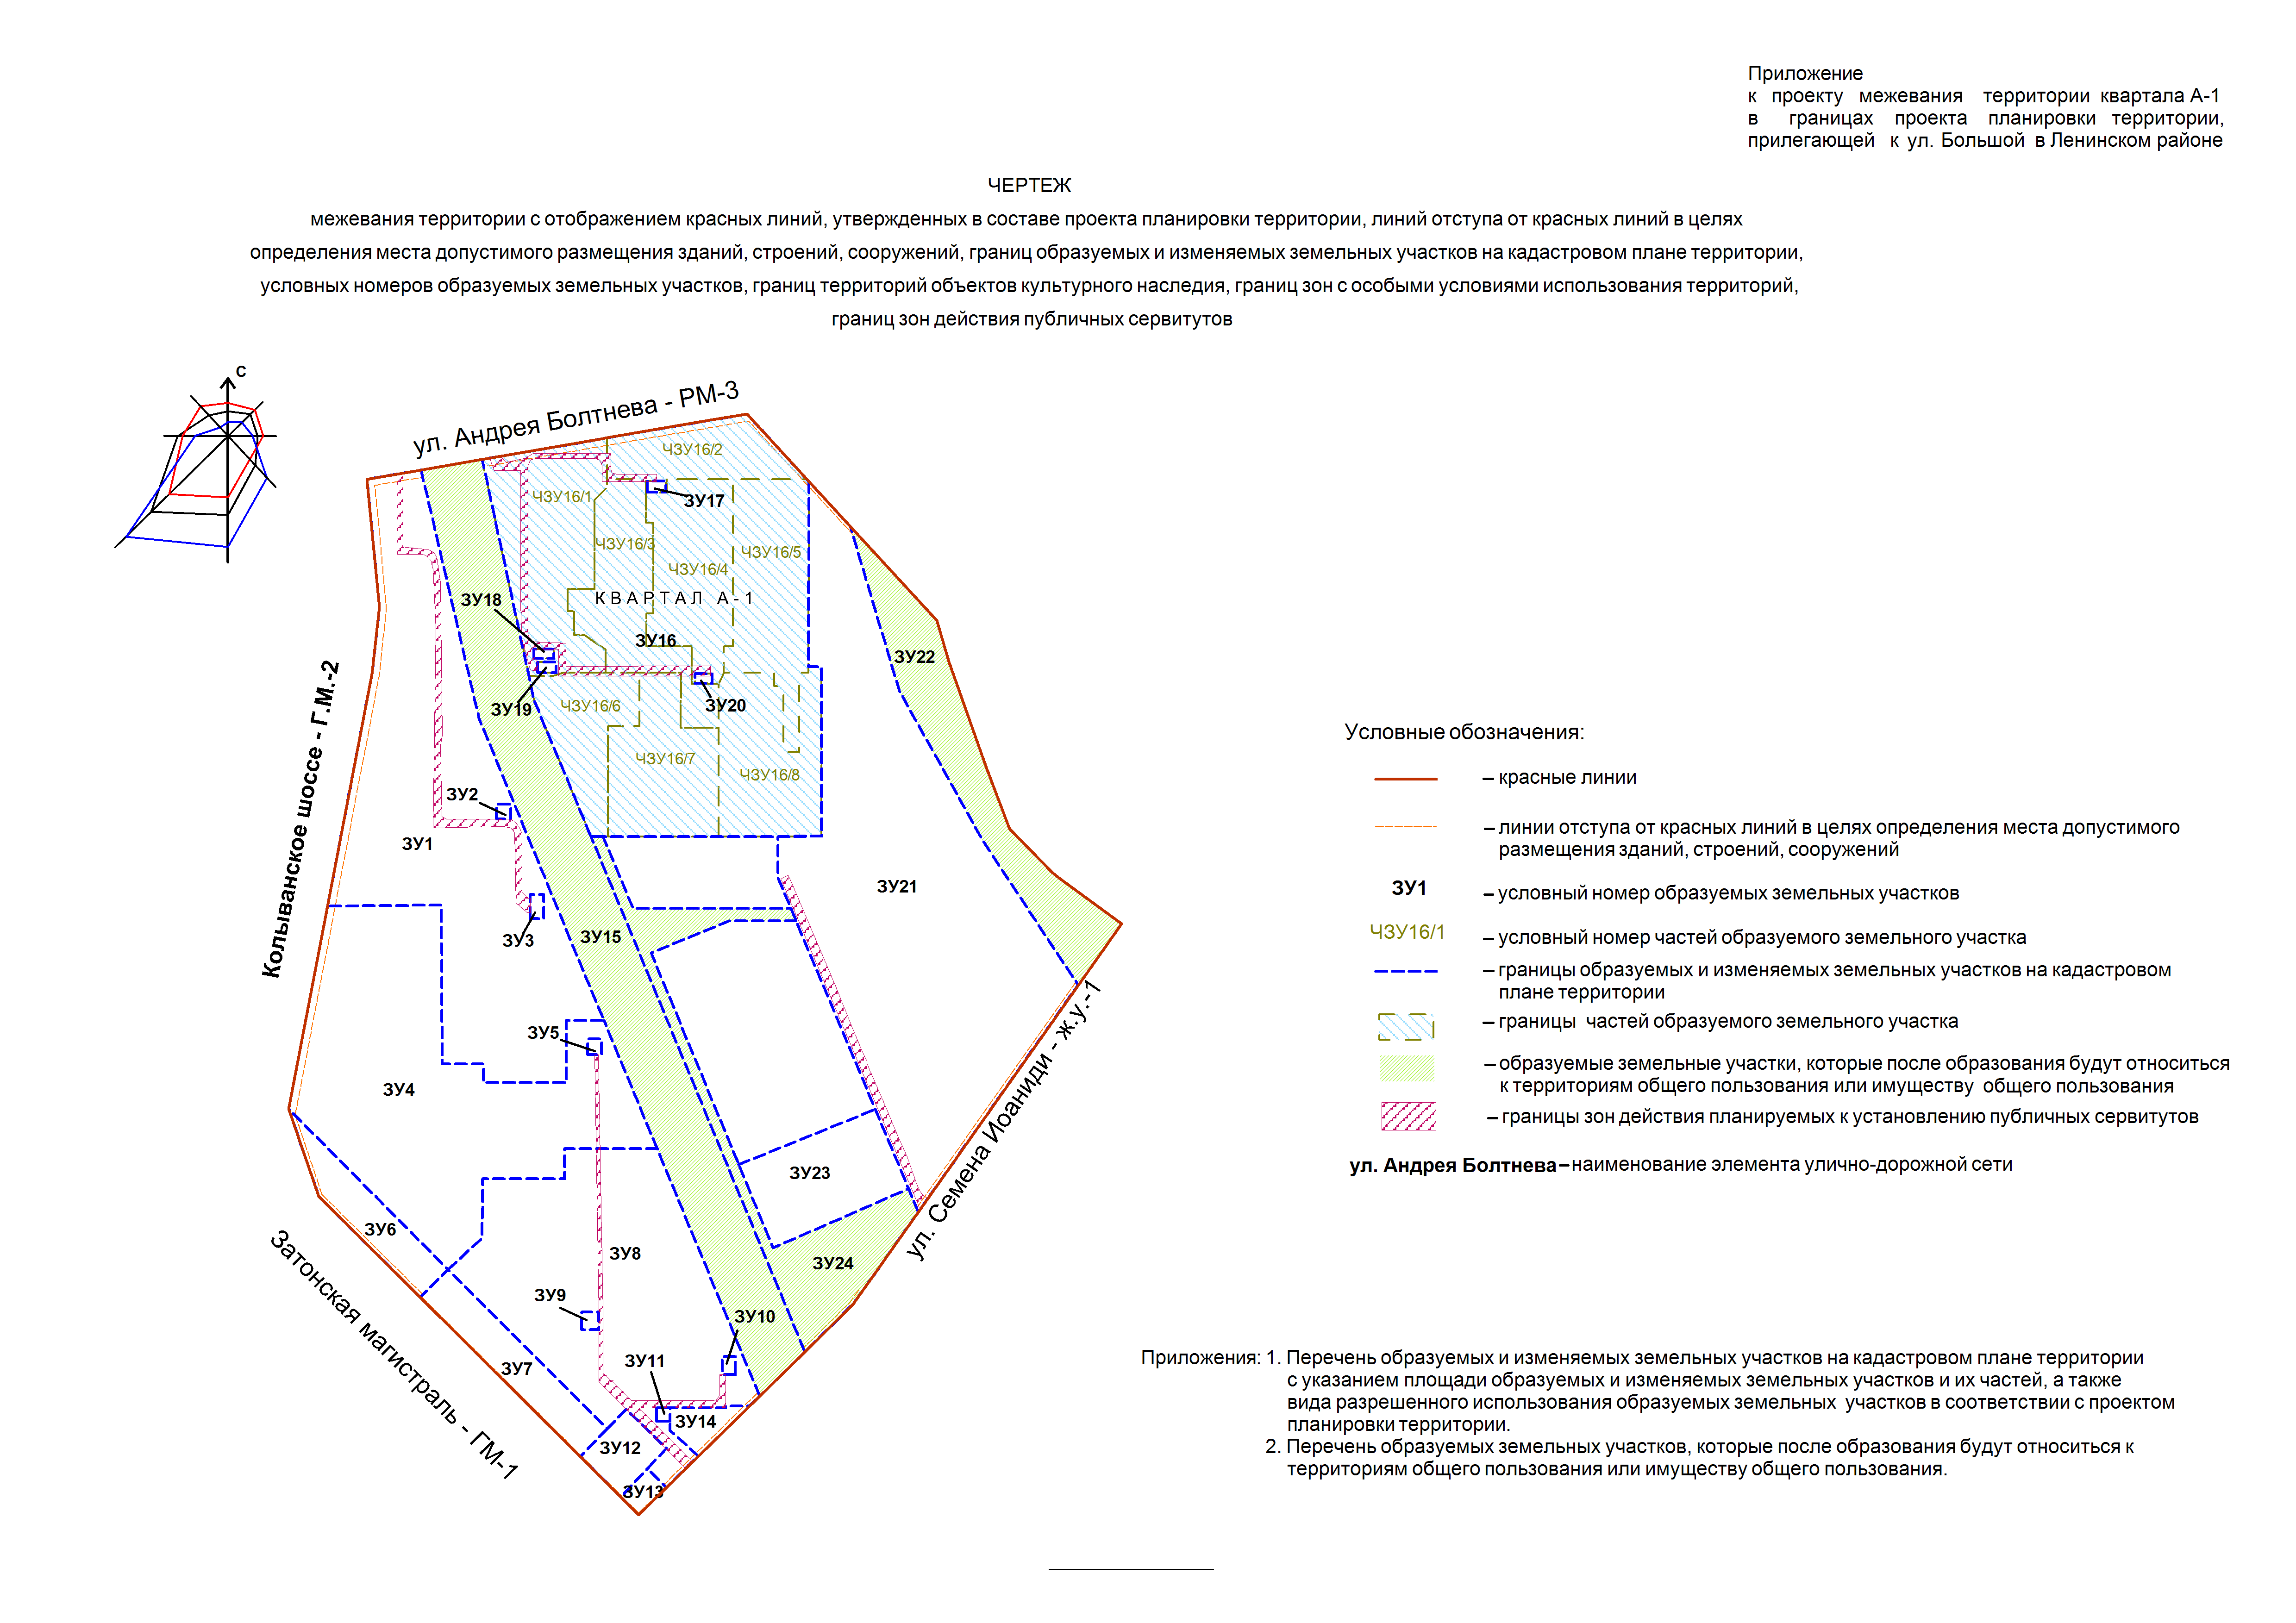 Приложение
к проекту межевания территории квартала А-1
в границах проекта планировки территории,
прилегающей к ул. Большой в Ленинском районе
ЧЕРТЕЖ
межевания территории с отображением красных линий, утвержденных в составе проекта планировки территории, линий отступа от красных линий в целях
определения места допустимого размещения зданий, строений, сооружений, границ образуемых и изменяемых земельных участков на кадастровом плане территории,
условных номеров образуемых земельных участков, границ территорий объектов культурного наследия, границ зон с особыми условиями использования территорий,
границ зон действия публичных сервитутов
С
ул. Андрея Болтнева - РМ-3
ЧЗУ16/2
ЧЗУ16/1
ЗУ17
ЧЗУ16/3
ЧЗУ16/5
ЧЗУ16/4
КВАРТАЛ А-1
ЗУ18
ЗУ16
ЗУ22
ЗУ19
ЧЗУ16/6
ЗУ20
ЧЗУ16/7
ЧЗУ16/8
Колыванское шоссе - Г.М.-2
ЗУ2
ЗУ1
ЗУ21
ЗУ3
ЗУ15
ЗУ5
ЗУ4
ул. Семена Иоаниди - ж.у.-1
ЗУ23
ЗУ6
ЗУ8
ЗУ24
ЗУ9
ЗУ10
Затонская магистраль - ГМ-1
ЗУ11
ЗУ7
ЗУ14
ЗУ12
ЗУ13
Условные обозначения:
– красные линии
– линии отступа от красных линий в целях определения места допустимого
размещения зданий, строений, сооружений
ЗУ1 – условный номер образуемых земельных участков
ЧЗУ16/1 – условный номер частей образуемого земельного участка
– границы образуемых и изменяемых земельных участков на кадастровом
плане территории
– границы частей образуемого земельного участка
– образуемые земельные участки, которые после образования будут относиться
к территориям общего пользования или имуществу общего пользования
– границы зон действия планируемых к установлению публичных сервитутов
ул. Андрея Болтнева – наименование элемента улично-дорожной сети
Приложения: 1. Перечень образуемых и изменяемых земельных участков на кадастровом плане территории
с указанием площади образуемых и изменяемых земельных участков и их частей, а также
вида разрешенного использования образуемых земельных участков в соответствии с проектом
планировки территории.
2. Перечень образуемых земельных участков, которые после образования будут относиться к
территориям общего пользования или имуществу общего пользования.